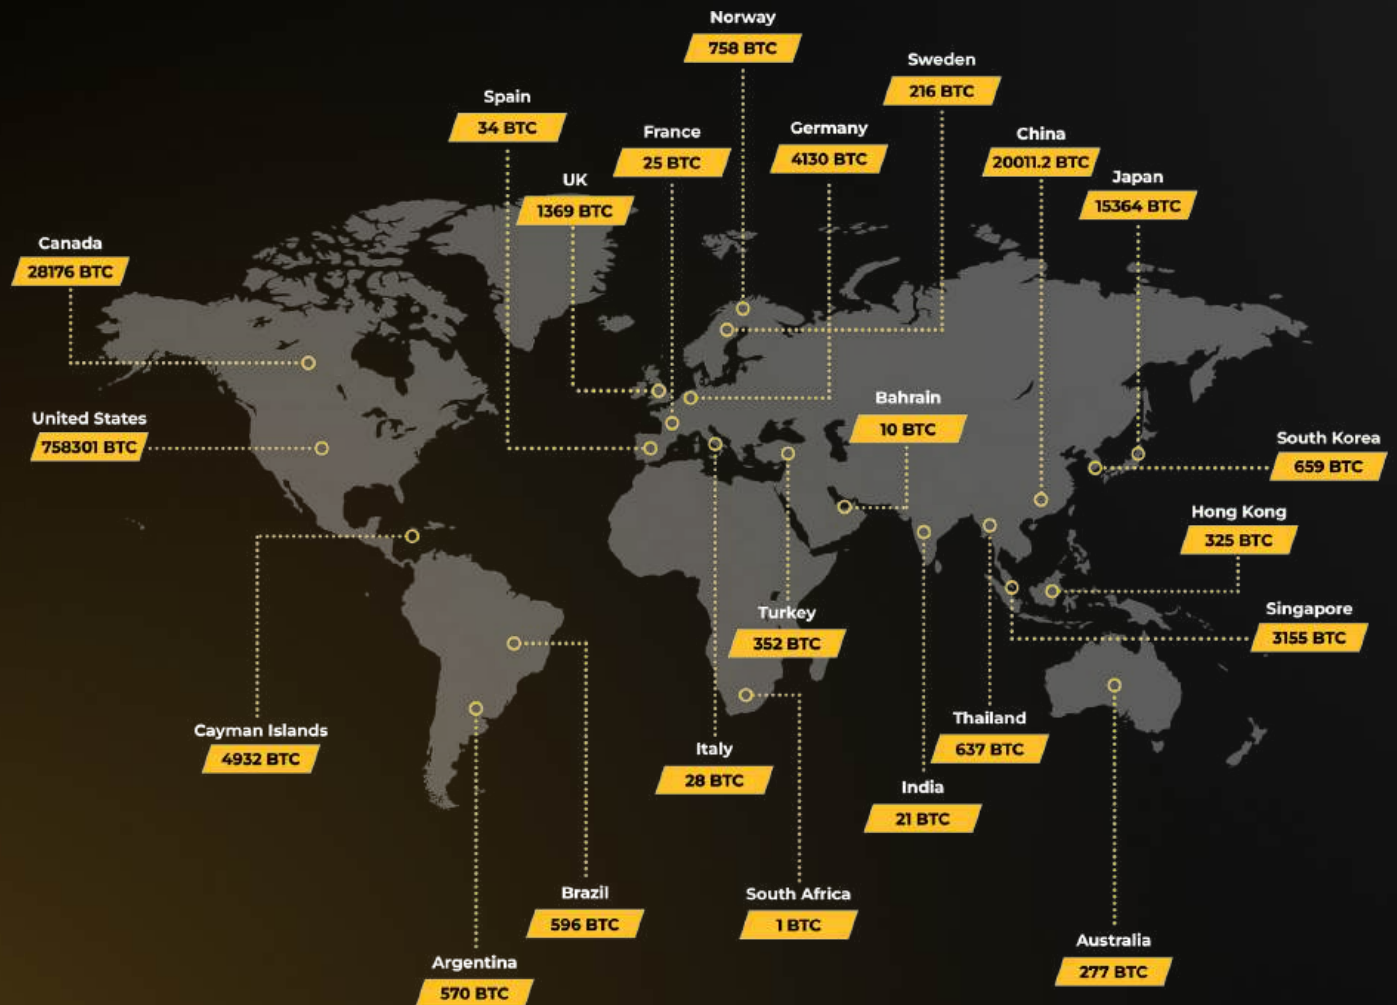 Norway
758 BTC
Sweden
216 BTC
Spain
34 BTC
France
25 BTC
Germany
4130 BTC
China
20011.2 BTC
UK
1369 BTC
Japan
15364 BTC
Canada
28176 BTC
United States
758301 BTC
Bahrain
10 BTC
South Korea
659 BTC
Hong Kong
325 BTC
Singapore
3155 BTC
Turkey
352 BTC
Cayman Islands
4932 BTC
Italy
28 BTC
Thailand
637 BTC
India
21 BTC
Brazil
596 BTC
South Africa
1 BTC
Australia
277 BTC
Argentina
570 BTC